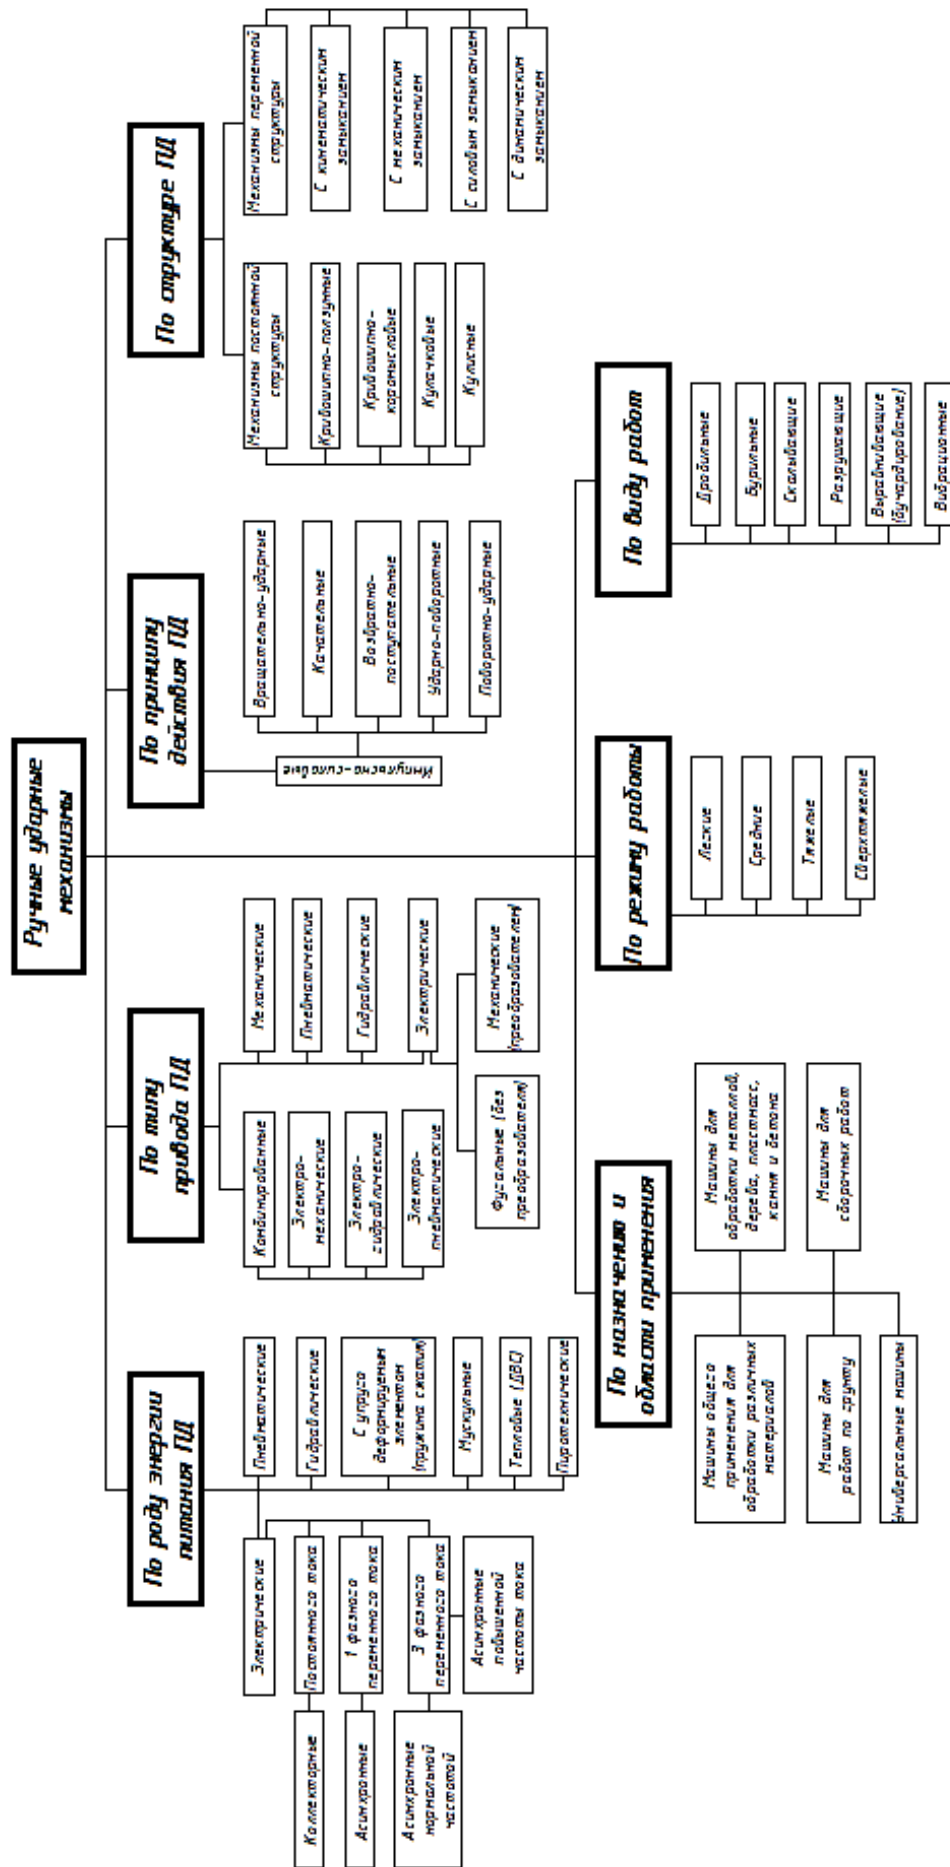 Ручные ударные
механизмы
По роду энергии
питания ПД
Электрические
Постоянного тока
Коллекторные
1 фазного
переменного тока
Асинхронные
3 фазного
переменного тока
Асинхронные
нормальной
частотой
Асинхронные
повышенной
частоты тока
Пневматические
Гидравлические
С упруго
деформируемым
элементом
(пружина сжатия)
Мускульные
Тепловые (ДВС)
Пиротехнические
По типу
привода ПД
Комбинированные
Электро-
механические
Электро-
гидравлические
Электро-
пневматические
Механические
Пневматические
Гидравлические
Электрические
Фугальные (без
преобразователя)
Механические
(преобразователем)
По принципу
действия ПД
Импульсно-силовые
Вращательно-ударные
Качательные
Возвратно-
поступательные
Ударно-поворотные
Поворотно-ударные
По структуре ПД
Механизмы постоянной
структуры
Кривошипно-ползунные
Кривошипно-
коромысловые
Кулачковые
Кулисные
Механизмы переменной
структуры
С кинематическим
замыканием
С механическим
замыканием
С силовым замыканием
С динамическим
замыканием
По назначению и
области применения
Машины общего
применения для
обработки различных
материалов
Машины для
обработки металлов,
дерева, пластмасс,
камня и бетона
Машины для
работ по грунту
Машины для
сборочных работ
Универсальные машины
По режиму работы
Легкие
Средние
Тяжелые
Сверхтяжелые
По виду работ
Дробильные
Бурильные
Скалывающие
Разрушающие
Выравнивающие
(бучардирование)
Вибрационные